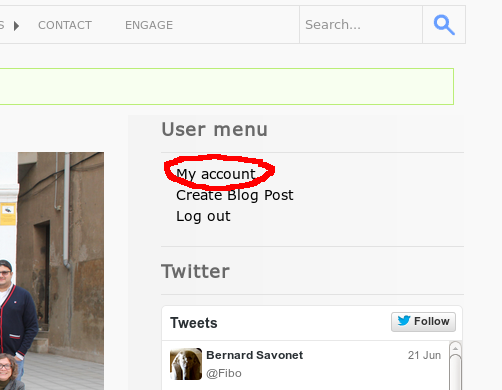 CONTACT ENGAGE Search...
User menu
My account
Create Blog Post
Log out
Twitter
Tweets Follow
Bernard Savonet 21 Jun
@Fibo